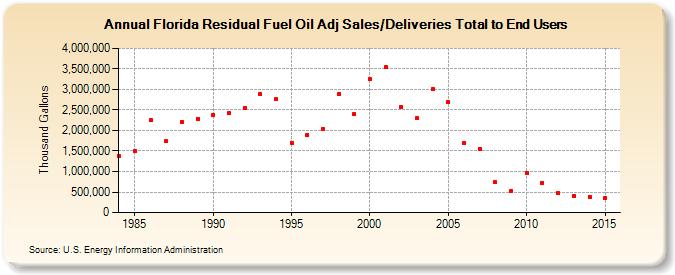 Annual Florida Residual Fuel Oil Adj Sales/Deliveries Total to End Users
Thousand Gallons
4,000,000
3,500,000
3,000,000
2,500,000
2,000,000
1,500,000
1,000,000
500,000
0
1985 1990 1995 2000 2005 2010 2015
Source: U.S. Energy Information Administration